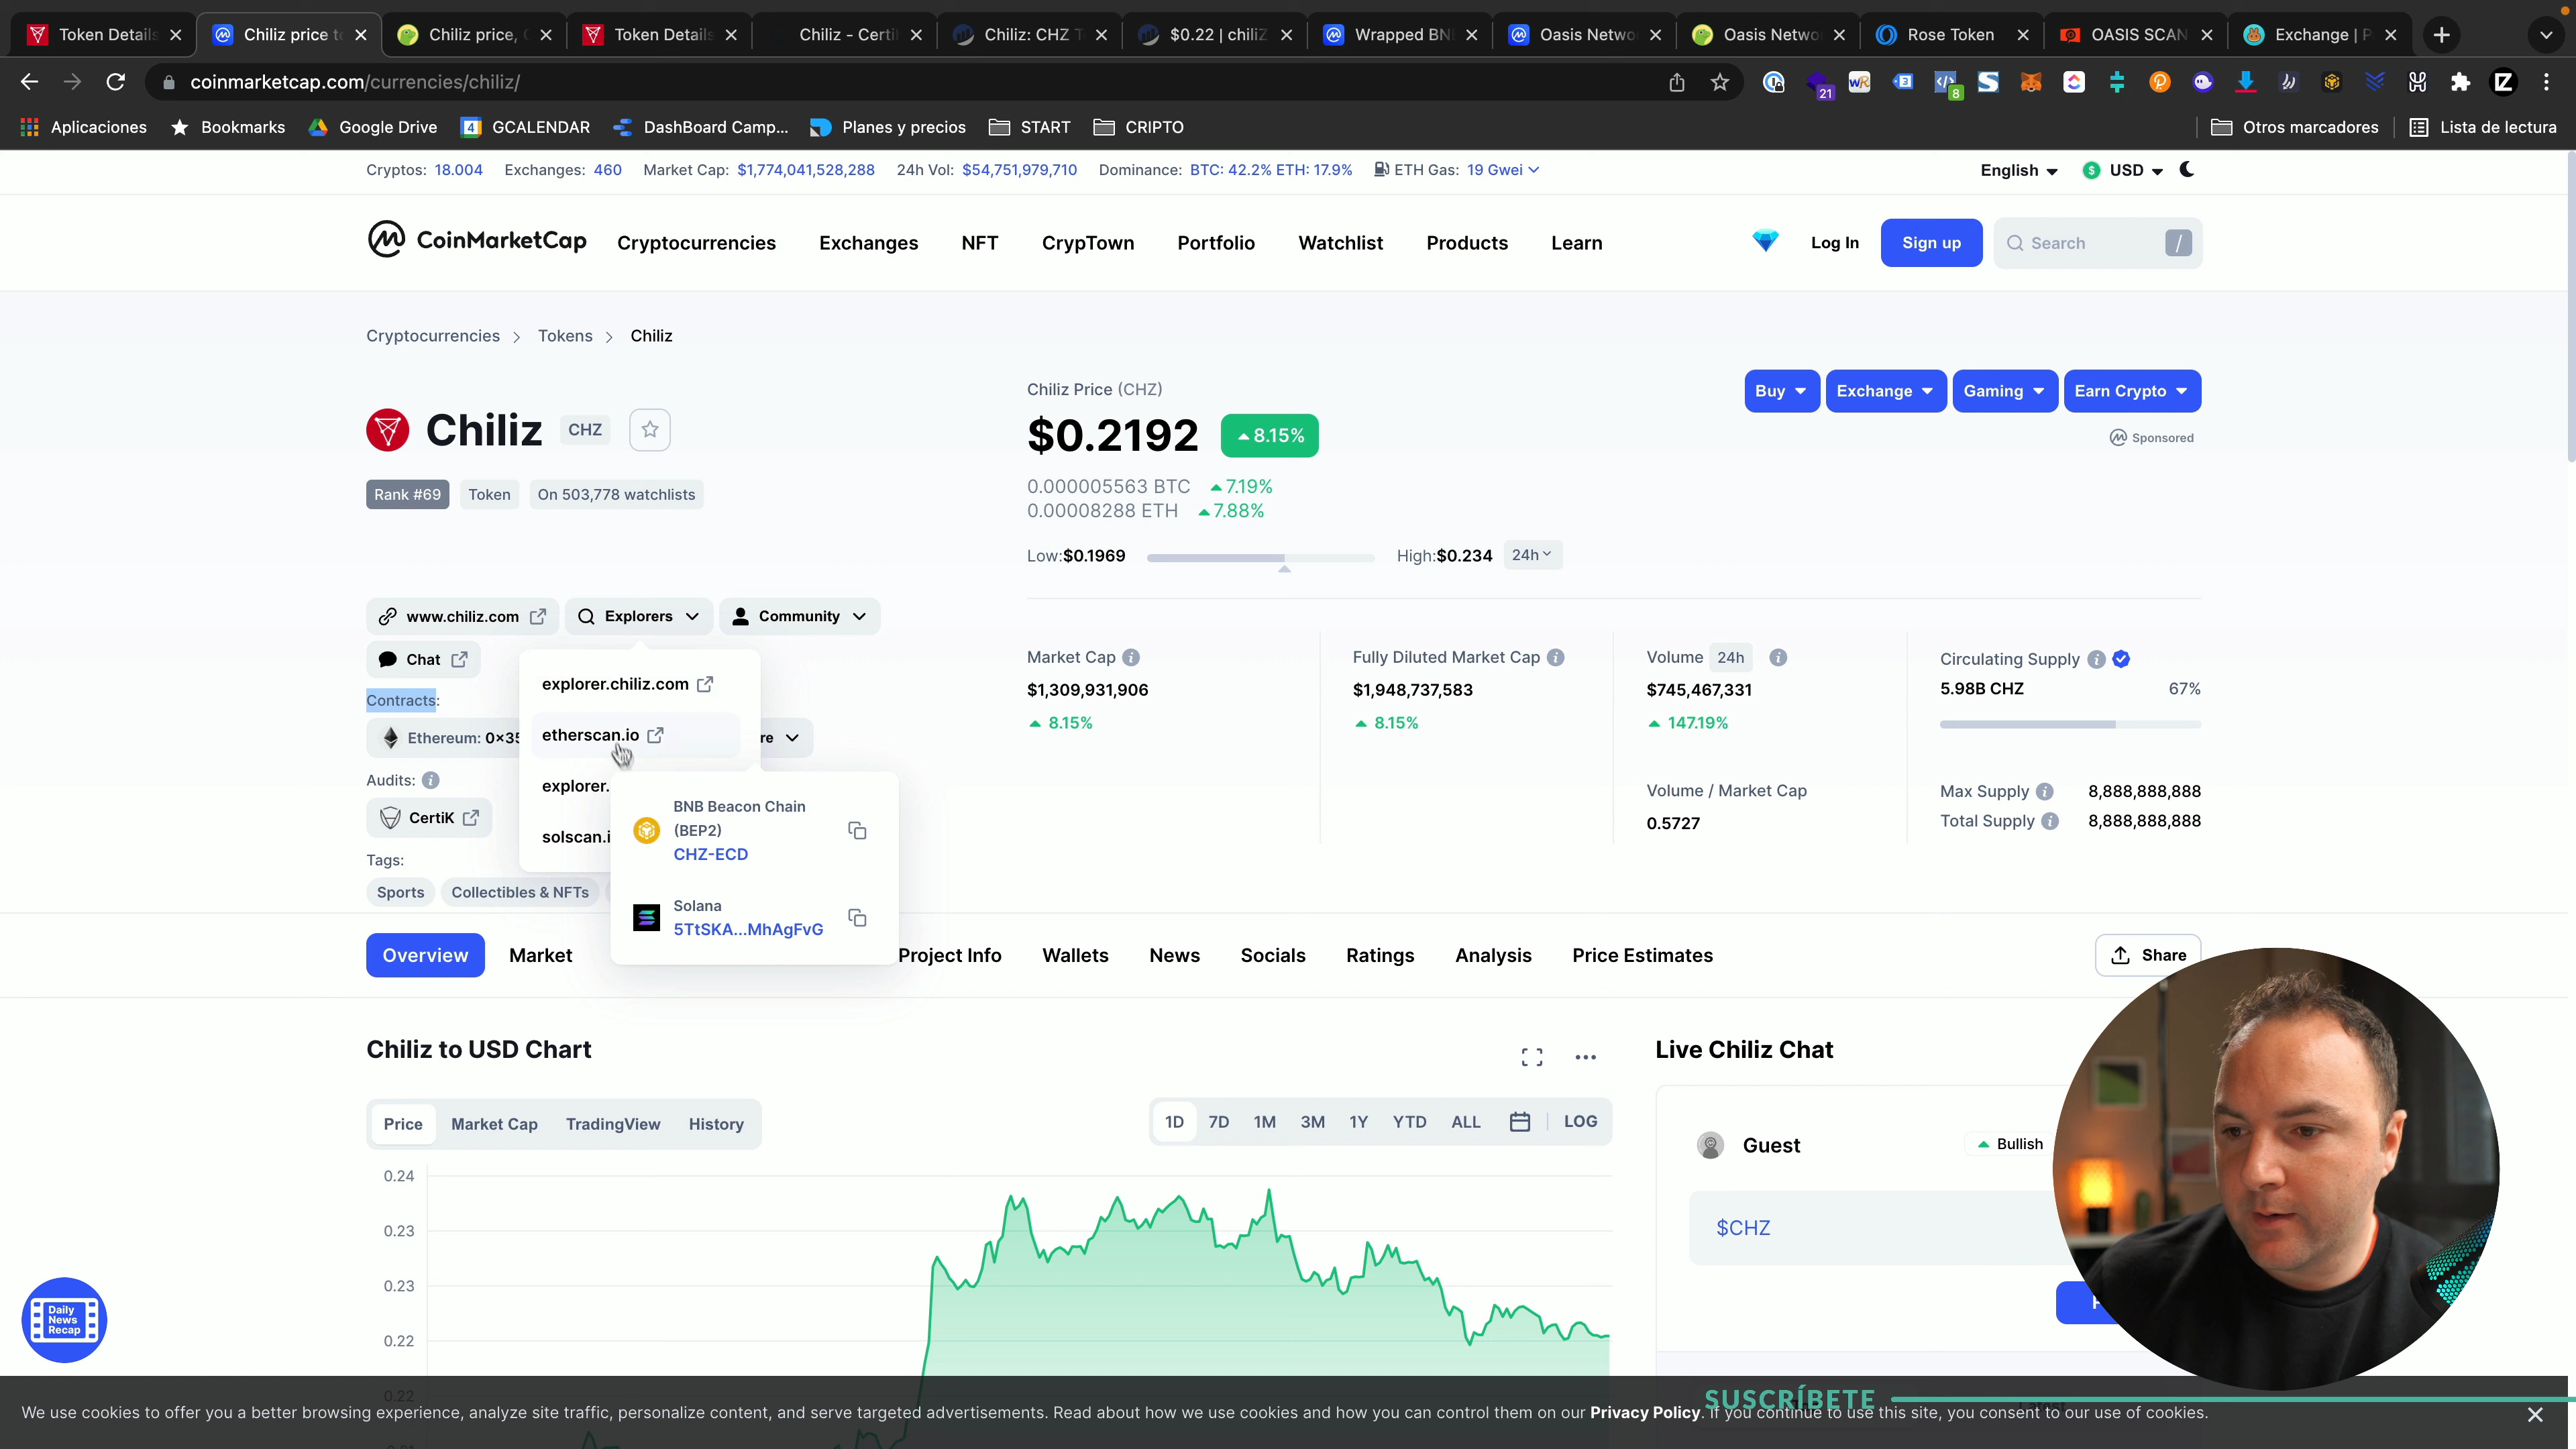 Token Details
Chiliz price to
Chiliz price,
Token Details
Chiliz - Certi
Chiliz: CHZ T
$0.22 | chiliZ
Wrapped BN
Oasis Netwo
Oasis Netwo
Rose Token
OASIS SCAN
Exchange | P
coinmarketcap.com/currencies/chiliz/
21
8
Aplicaciones
Bookmarks
Google Drive
4 GCALENDAR
DashBoard Camp...
Planes y precios
START
CRIPTO
Otros marcadores
Lista de lectura
Cryptos: 18.004 Exchanges: 460 Market Cap: $1,774,041,528,288 24h Vol: $54,751,979,710 Dominance: BTC: 42.2% ETH: 17.9% ETH Gas: 19 Gwei
English
USD
CoinMarketCap
Cryptocurrencies Exchanges NFT CrypTown Portfolio Watchlist Products Learn
Log In
Sign up
Search /
Cryptocurrencies > Tokens > Chiliz
Chiliz CHZ
Rank #69 Token On 503,778 watchlists
Chiliz Price (CHZ)
$0.2192 8.15%
0.000005563 BTC 7.19%
0.00008288 ETH 7.88%
Low:$0.1969 High:$0.234 24h
Buy Exchange Gaming Earn Crypto
Sponsored
www.chiliz.com Explorers Community
Chat
Contracts:
Ethereum: 0x35
re
explorer.chiliz.com
etherscan.io
explorer.
solscan.i
BNB Beacon Chain
(BEP2)
CHZ-ECD
Solana
5TtSKA...MhAgFvG
Audits:
CertiK
Tags:
Sports Collectibles & NFTs
Market Cap
$1,309,931,906
8.15%
Fully Diluted Market Cap
$1,948,737,583
8.15%
Volume 24h
$745,467,331
147.19%
Volume / Market Cap
0.5727
Circulating Supply
5.98B CHZ 67%
Max Supply 8,888,888,888
Total Supply 8,888,888,888
Overview Market Project Info Wallets News Socials Ratings Analysis Price Estimates
Share
Chiliz to USD Chart
Price Market Cap TradingView History
1D 7D 1M 3M 1Y YTD ALL LOG
0.24
0.23
0.23
0.22
0.22
Live Chiliz Chat
Guest
Bullish
$CHZ
Daily
News
Recap
SUSCRÍBETE
We use cookies to offer you a better browsing experience, analyze site traffic, personalize content, and serve targeted advertisements. Read about how we use cookies and how you can control them on our Privacy Policy. If you continue to use this site, you consent to our use of cookies.